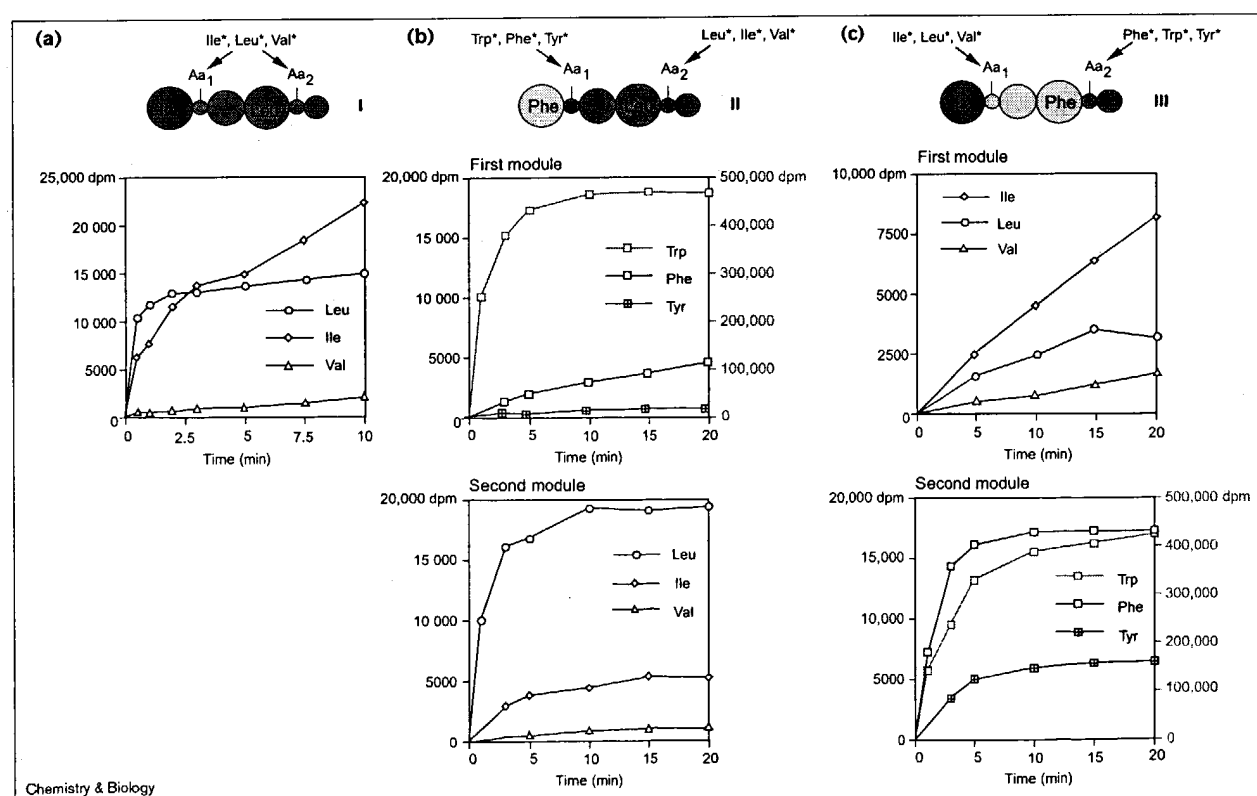 (a)
Ile*, Leu*, Val*
Aa1
Aa2
I
25,000 dpm
20 000
15 000
10 000
5000
0
0 2.5 5 7.5 10
Time (min)
Leu
Ile
Val
(b)
Trp*, Phe*, Tyr*
Leu*, Ile*, Val*
Aa1
Aa2
Phe
II
First module
20,000 dpm
15 000
10 000
5000
0
500,000 dpm
400,000
300,000
200,000
100,000
0
Trp
Phe
Tyr
0 5 10 15 20
Time (min)
Second module
20,000 dpm
15,000
10,000
5000
0
Leu
Ile
Val
0 5 10 15 20
Time (min)
(c)
Ile*, Leu*, Val*
Phe*, Trp*, Tyr*
Aa1
Aa2
Phe
III
First module
10,000 dpm
7500
5000
2500
0
Ile
Leu
Val
0 5 10 15 20
Time (min)
Second module
20,000 dpm
15,000
10,000
5000
0
500,000 dpm
400,000
300,000
200,000
100,000
0
Trp
Phe
Tyr
0 5 10 15 20
Time (min)
Chemistry & Biology